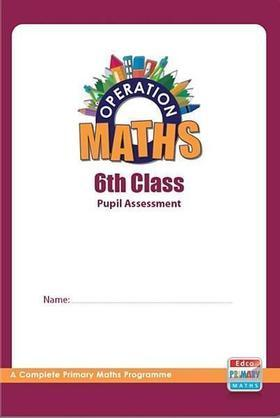 OPERATION
MATHS
6th Class
Pupil Assessment
Name:
A Complete Primary Maths Programme
Edco
PRIMARY
MATHS